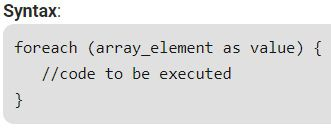 Syntax:
foreach (array_element as value) {
//code to be executed
}